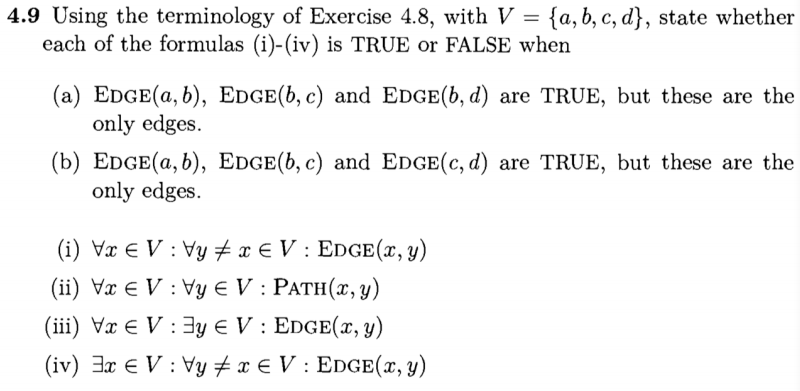 4.9 Using the terminology of Exercise 4.8, with V = {a, b, c, d}, state whether
each of the formulas (i)-(iv) is TRUE or FALSE when
(a) EDGE(a, b), EDGE(b, c) and EDGE(b, d) are TRUE, but these are the
only edges.
(b) EDGE(a, b), EDGE(b, c) and EDGE(c, d) are TRUE, but these are the
only edges.
(i) ∀x ∈ V : ∀y ≠ x ∈ V : EDGE(x, y)
(ii) ∀x ∈ V : ∀y ∈ V : PATH(x, y)
(iii) ∀x ∈ V : ∃y ∈ V : EDGE(x, y)
(iv) ∃x ∈ V : ∀y ≠ x ∈ V : EDGE(x, y)